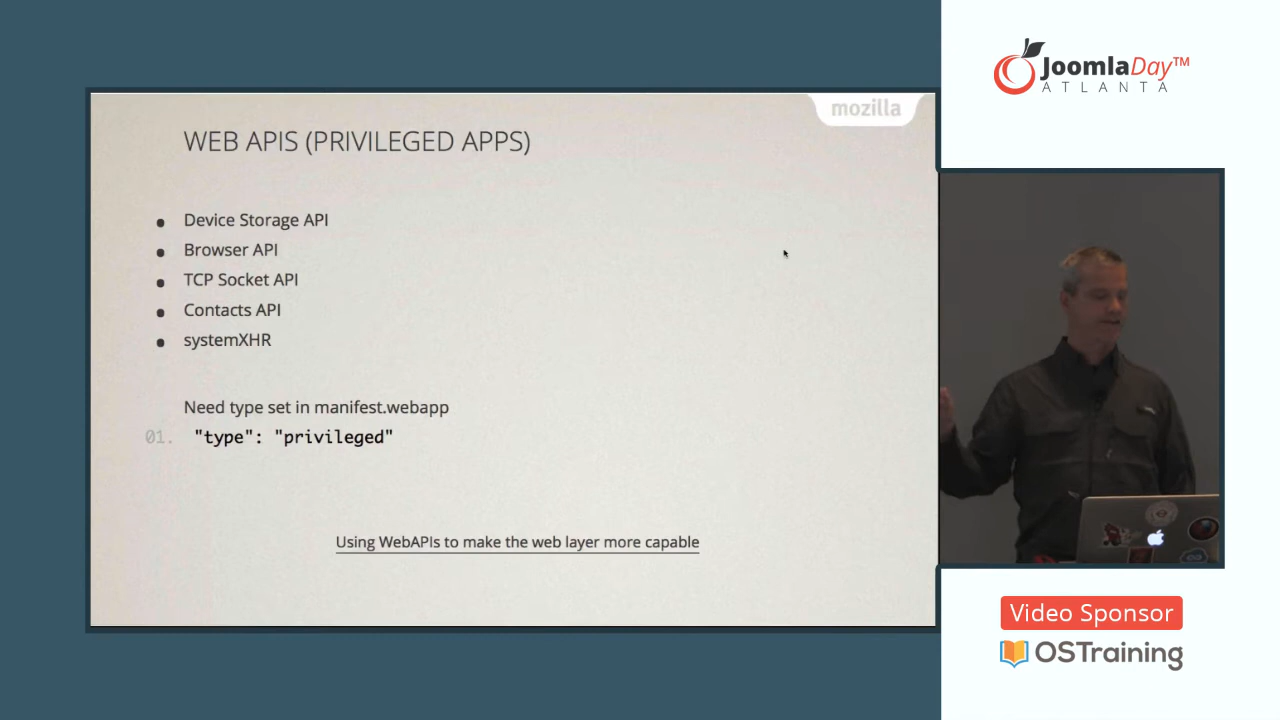 mozilla
WEB APIS (PRIVILEGED APPS)
Device Storage API
Browser API
TCP Socket API
Contacts API
systemXHR
Need type set in manifest.webapp
01. "type": "privileged"
Using WebAPIs to make the web layer more capable
JoomlaDay™
ATLANTA
Video Sponsor
OSTraining